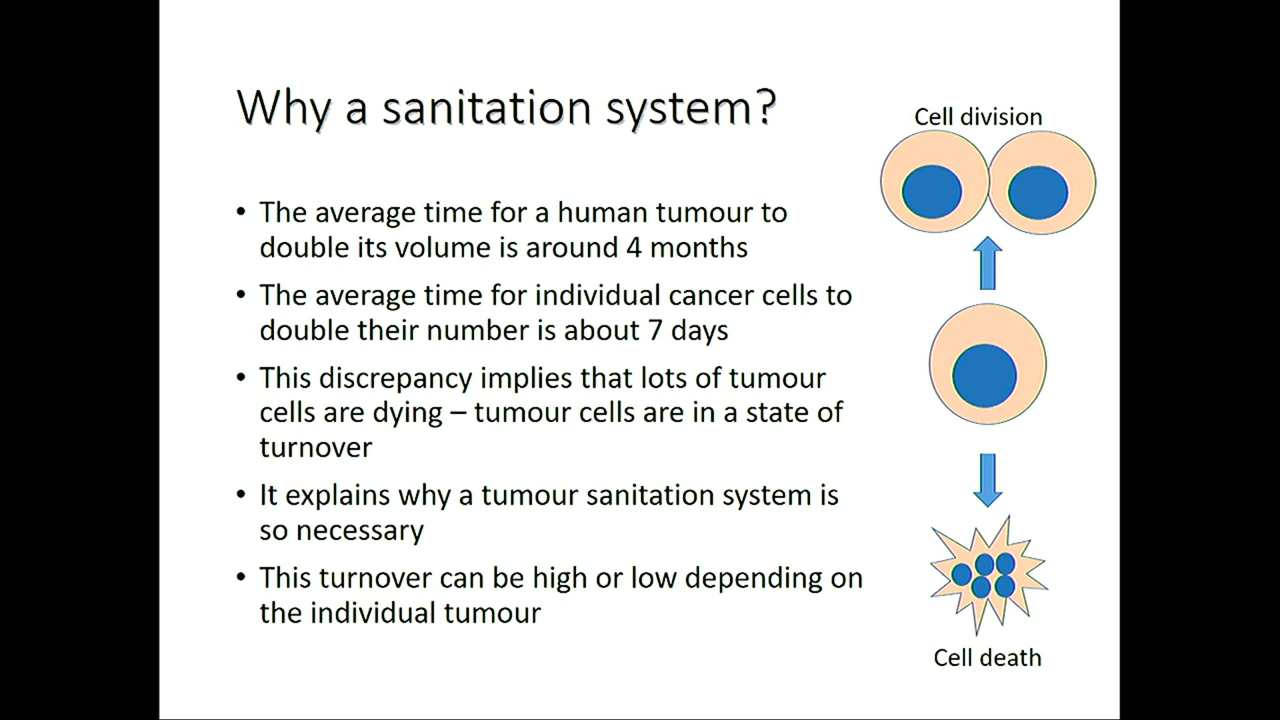 Why a sanitation system?
• The average time for a human tumour to
double its volume is around 4 months
• The average time for individual cancer cells to
double their number is about 7 days
• This discrepancy implies that lots of tumour
cells are dying – tumour cells are in a state of
turnover
• It explains why a tumour sanitation system is
so necessary
• This turnover can be high or low depending on
the individual tumour
Cell division
Cell death